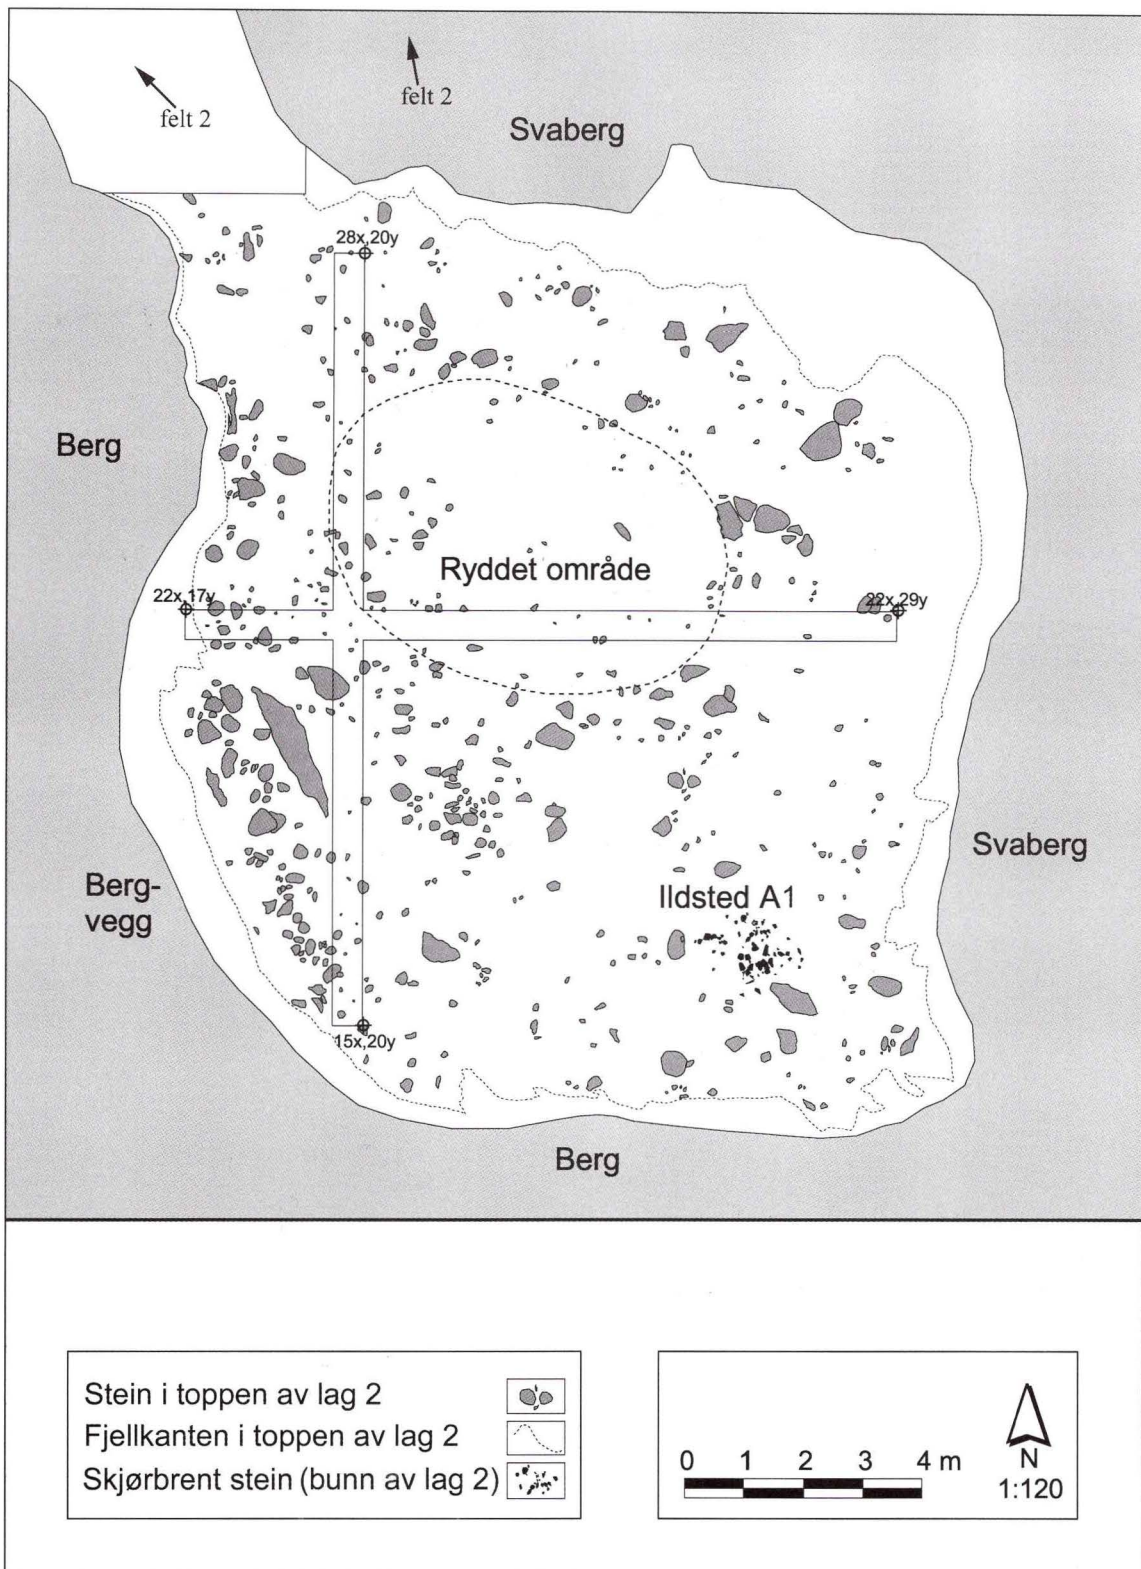 felt 2
felt 2
Svaberg
28x,20y
Berg
Ryddet område
22x,17y
22x,29y
Svaberg
Berg-
vegg
Ildsted A1
15x,20y
Berg
Stein i toppen av lag 2
Fjellkanten i toppen av lag 2
Skjørbrent stein (bunn av lag 2)
0 1 2 3 4 m
N
1:120